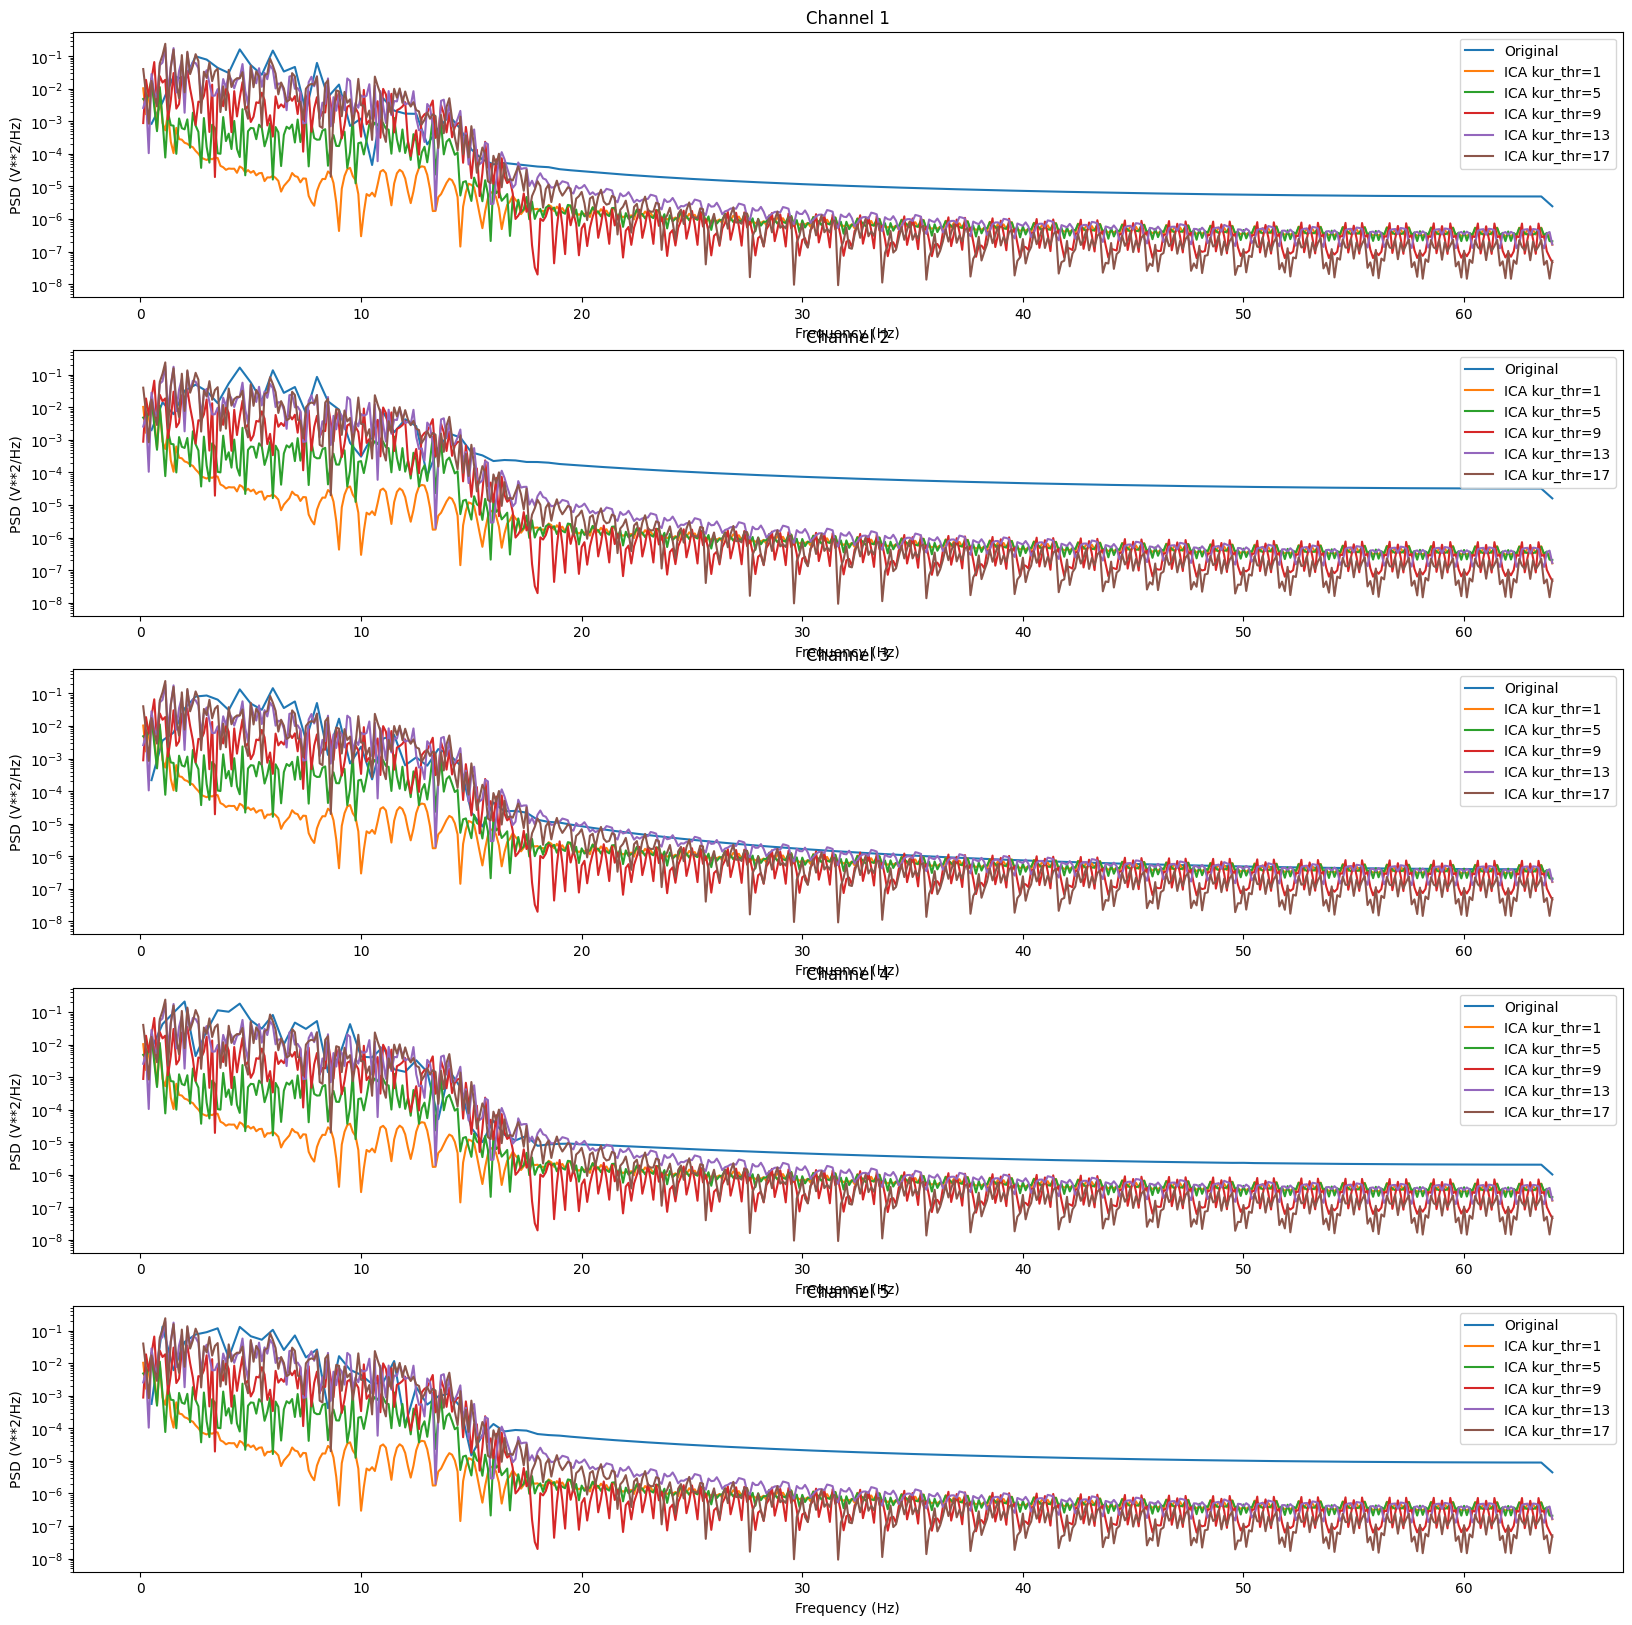 Channel 1
PSD (V**2/Hz)
10⁻¹
10⁻²
10⁻³
10⁻⁴
10⁻⁵
10⁻⁶
10⁻⁷
10⁻⁸
Original
ICA kur_thr=1
ICA kur_thr=5
ICA kur_thr=9
ICA kur_thr=13
ICA kur_thr=17
0 10 20 30 40 50 60
Frequency (Hz)
Channel 2
PSD (V**2/Hz)
10⁻¹
10⁻²
10⁻³
10⁻⁴
10⁻⁵
10⁻⁶
10⁻⁷
10⁻⁸
Original
ICA kur_thr=1
ICA kur_thr=5
ICA kur_thr=9
ICA kur_thr=13
ICA kur_thr=17
0 10 20 30 40 50 60
Frequency (Hz)
Channel 3
PSD (V**2/Hz)
10⁻¹
10⁻²
10⁻³
10⁻⁴
10⁻⁵
10⁻⁶
10⁻⁷
10⁻⁸
Original
ICA kur_thr=1
ICA kur_thr=5
ICA kur_thr=9
ICA kur_thr=13
ICA kur_thr=17
0 10 20 30 40 50 60
Frequency (Hz)
Channel 4
PSD (V**2/Hz)
10⁻¹
10⁻²
10⁻³
10⁻⁴
10⁻⁵
10⁻⁶
10⁻⁷
10⁻⁸
Original
ICA kur_thr=1
ICA kur_thr=5
ICA kur_thr=9
ICA kur_thr=13
ICA kur_thr=17
0 10 20 30 40 50 60
Frequency (Hz)
Channel 5
PSD (V**2/Hz)
10⁻¹
10⁻²
10⁻³
10⁻⁴
10⁻⁵
10⁻⁶
10⁻⁷
10⁻⁸
Original
ICA kur_thr=1
ICA kur_thr=5
ICA kur_thr=9
ICA kur_thr=13
ICA kur_thr=17
0 10 20 30 40 50 60
Frequency (Hz)